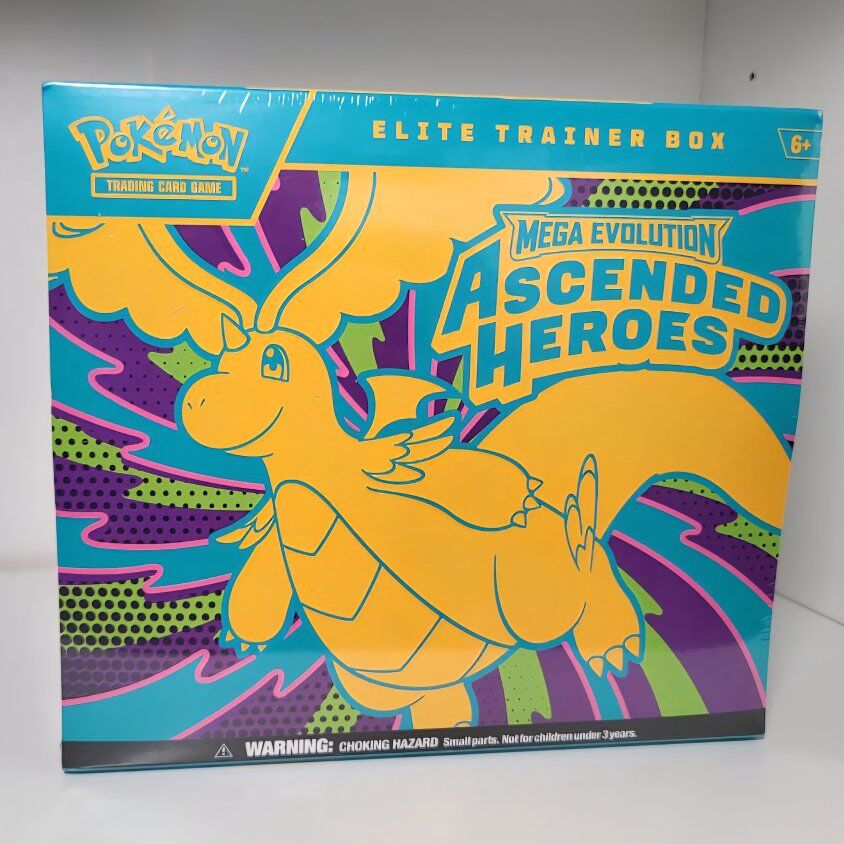 POKéMON
TM
TRADING CARD GAME
ELITE TRAINER BOX
6+
MEGA EVOLUTION
ASCENDED
HEROES
WARNING: CHOKING HAZARD Small parts. Not for children under 3 years.